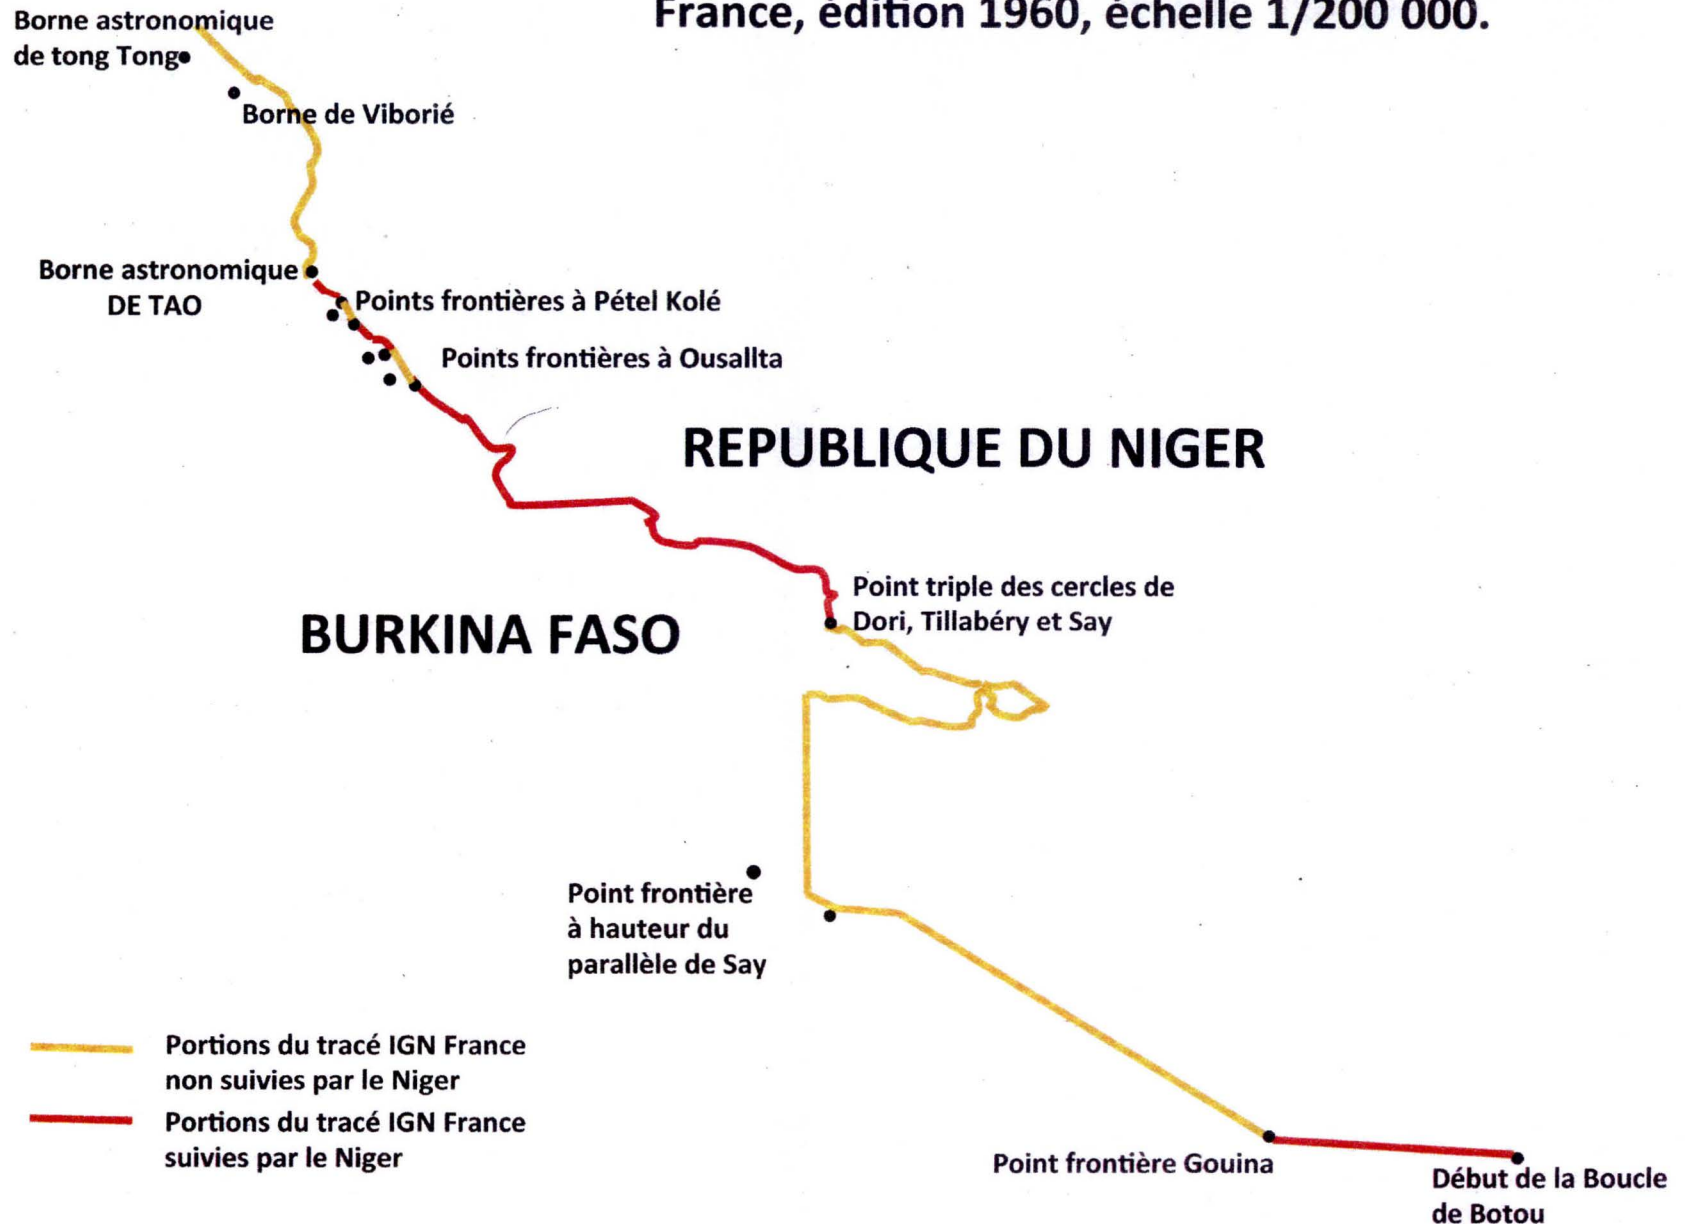 France, édition 1960, échelle 1/200 000.
Borne astronomique
de tong Tong
Borne de Viborié
Borne astronomique
DE TAO
Points frontières à Pétel Kolé
Points frontières à Ousallta
REPUBLIQUE DU NIGER
Point triple des cercles de
Dori, Tillabéry et Say
BURKINA FASO
Point frontière
à hauteur du
parallèle de Say
Portions du tracé IGN France
non suivies par le Niger
Portions du tracé IGN France
suivies par le Niger
Point frontière Gouina
Début de la Boucle
de Botou